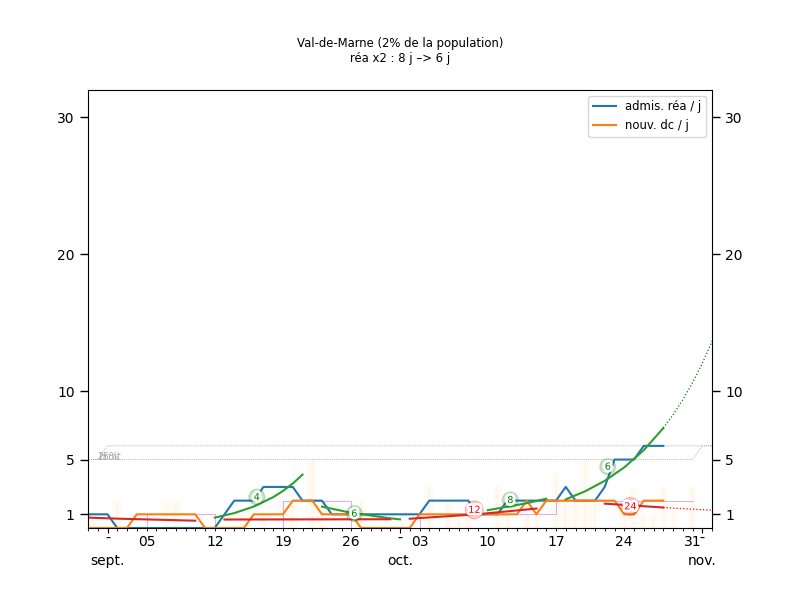 Val-de-Marne (2% de la population)
réa x2 : 8 j –> 6 j
admis. réa / j
nouv. dc / j
30 30
20 20
10 10
5 5
1 1
4 6 12 8 6 24
- 05 12 19 26 - 03 10 17 24 31-
sept. oct. nov.